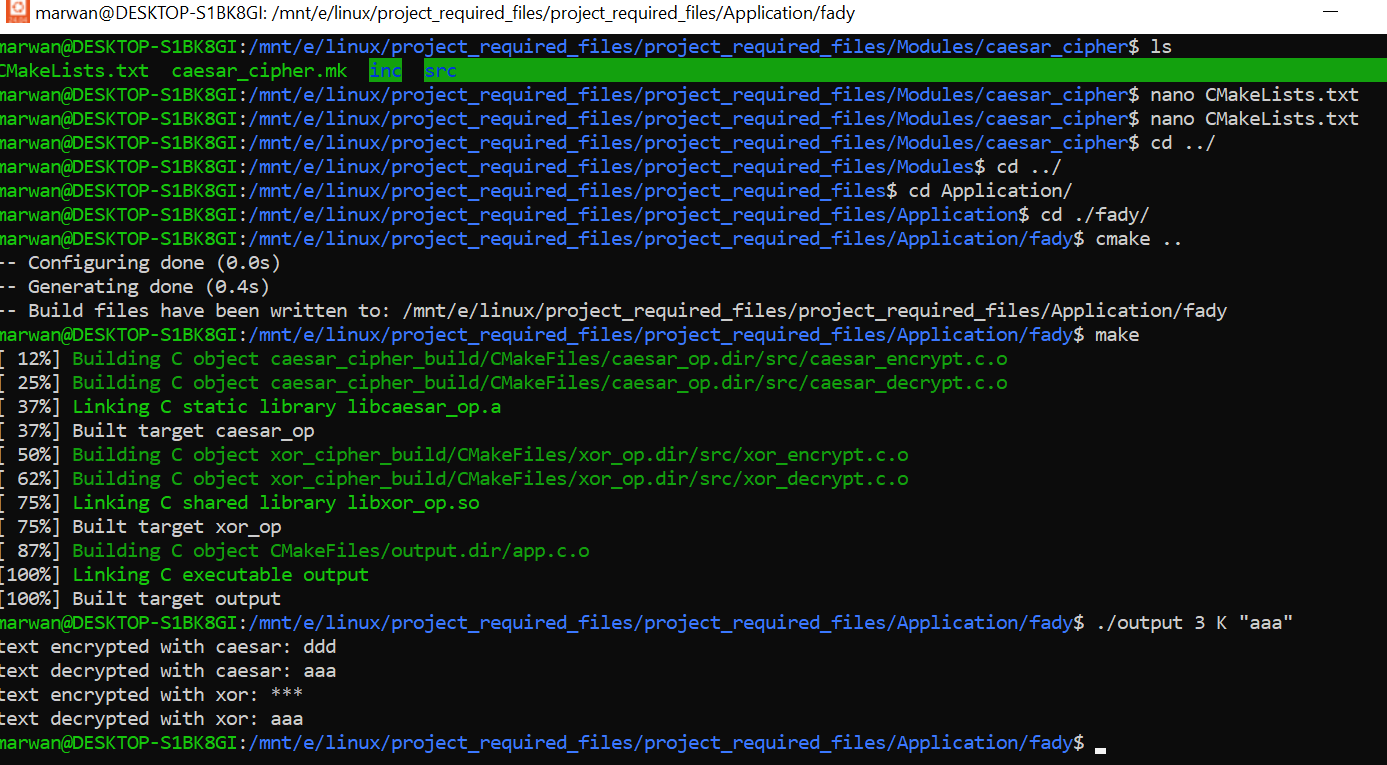 marwan@DESKTOP-S1BK8GI: /mnt/e/linux/project_required_files/project_required_files/Application/fady
marwan@DESKTOP-S1BK8GI:/mnt/e/linux/project_required_files/project_required_files/Modules/caesar_cipher$ ls
CMakeLists.txt  caesar_cipher.mk  inc  src
marwan@DESKTOP-S1BK8GI:/mnt/e/linux/project_required_files/project_required_files/Modules/caesar_cipher$ nano CMakeLists.txt
marwan@DESKTOP-S1BK8GI:/mnt/e/linux/project_required_files/project_required_files/Modules/caesar_cipher$ nano CMakeLists.txt
marwan@DESKTOP-S1BK8GI:/mnt/e/linux/project_required_files/project_required_files/Modules/caesar_cipher$ cd ../
marwan@DESKTOP-S1BK8GI:/mnt/e/linux/project_required_files/project_required_files/Modules$ cd ../
marwan@DESKTOP-S1BK8GI:/mnt/e/linux/project_required_files/project_required_files$ cd Application/
marwan@DESKTOP-S1BK8GI:/mnt/e/linux/project_required_files/project_required_files/Application$ cd ./fady/
marwan@DESKTOP-S1BK8GI:/mnt/e/linux/project_required_files/project_required_files/Application/fady$ cmake ..
-- Configuring done (0.0s)
-- Generating done (0.4s)
-- Build files have been written to: /mnt/e/linux/project_required_files/project_required_files/Application/fady
marwan@DESKTOP-S1BK8GI:/mnt/e/linux/project_required_files/project_required_files/Application/fady$ make
[ 12%] Building C object caesar_cipher_build/CMakeFiles/caesar_op.dir/src/caesar_encrypt.c.o
[ 25%] Building C object caesar_cipher_build/CMakeFiles/caesar_op.dir/src/caesar_decrypt.c.o
[ 37%] Linking C static library libcaesar_op.a
[ 37%] Built target caesar_op
[ 50%] Building C object xor_cipher_build/CMakeFiles/xor_op.dir/src/xor_encrypt.c.o
[ 62%] Building C object xor_cipher_build/CMakeFiles/xor_op.dir/src/xor_decrypt.c.o
[ 75%] Linking C shared library libxor_op.so
[ 75%] Built target xor_op
[ 87%] Building C object CMakeFiles/output.dir/app.c.o
[100%] Linking C executable output
[100%] Built target output
marwan@DESKTOP-S1BK8GI:/mnt/e/linux/project_required_files/project_required_files/Application/fady$ ./output 3 K "aaa"
text encrypted with caesar: ddd
text decrypted with caesar: aaa
text encrypted with xor: ***
text decrypted with xor: aaa
marwan@DESKTOP-S1BK8GI:/mnt/e/linux/project_required_files/project_required_files/Application/fady$